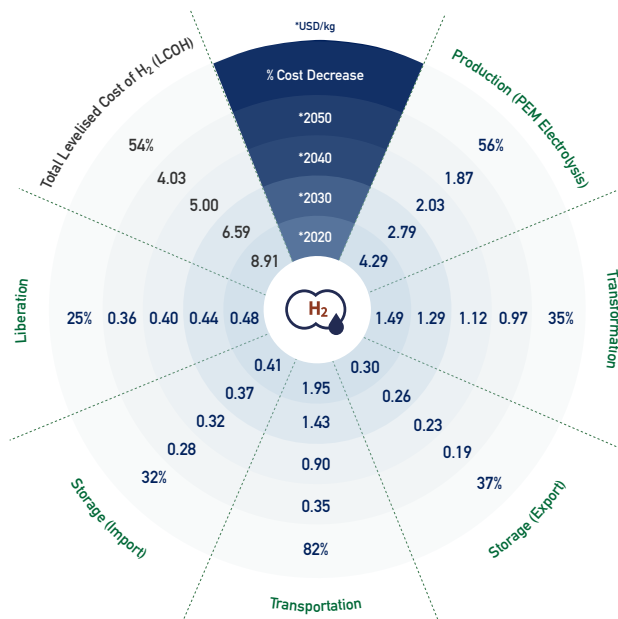 *USD/kg
% Cost Decrease
*2050
*2040
*2030
*2020
H₂
Production (PEM Electrolysis)
56%
1.87
2.03
2.79
4.29
Transformation
1.49 1.29 1.12 0.97 35%
Storage (Export)
0.30
0.26
0.23
0.19
37%
Transportation
1.95
1.43
0.90
0.35
82%
Storage (Import)
0.41
0.37
0.32
0.28
32%
Liberation
25% 0.36 0.40 0.44 0.48
Total Levelised Cost of H₂ (LCOH)
54%
4.03
5.00
6.59
8.91